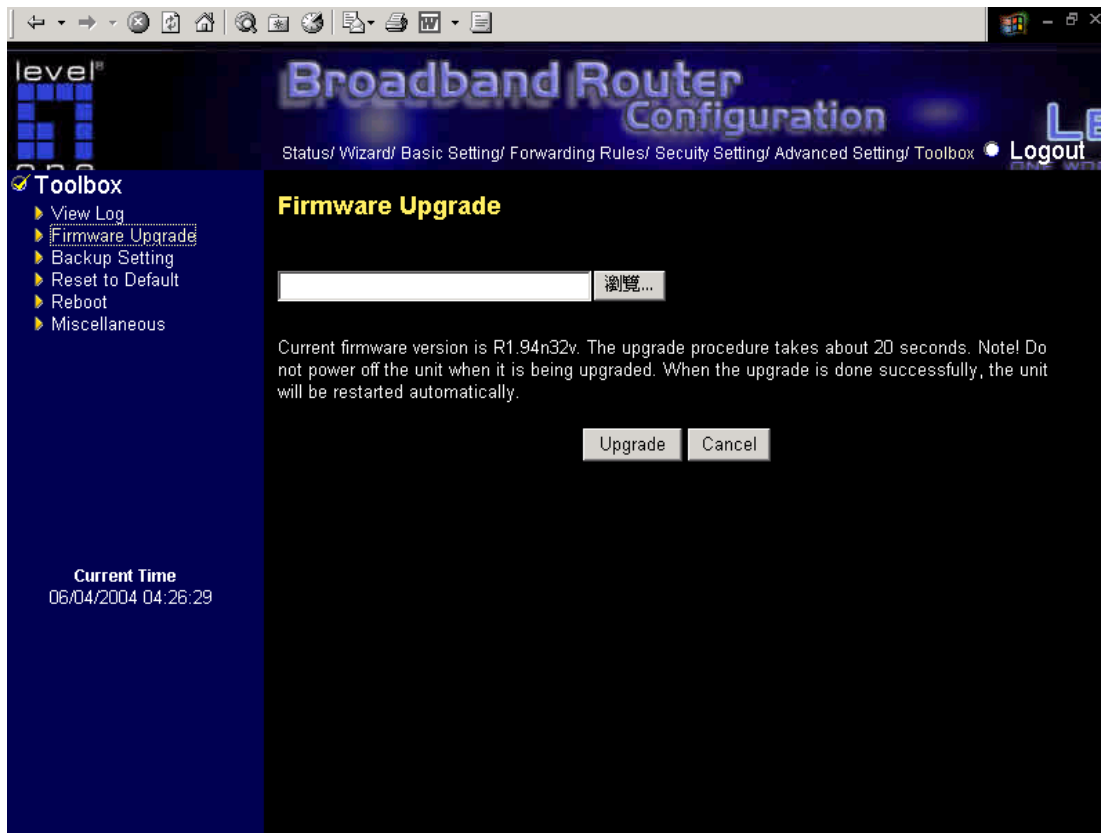 level®
one
Broadband Router
Configuration
Status/ Wizard/ Basic Setting/ Forwarding Rules/ Secuity Setting/ Advanced Setting/ Toolbox
Logout
Toolbox
View Log
Firmware Upgrade
Backup Setting
Reset to Default
Reboot
Miscellaneous
Current Time
06/04/2004 04:26:29
Firmware Upgrade
瀏覽...
Current firmware version is R1.94n32v. The upgrade procedure takes about 20 seconds. Note! Do
not power off the unit when it is being upgraded. When the upgrade is done successfully, the unit
will be restarted automatically.
Upgrade
Cancel